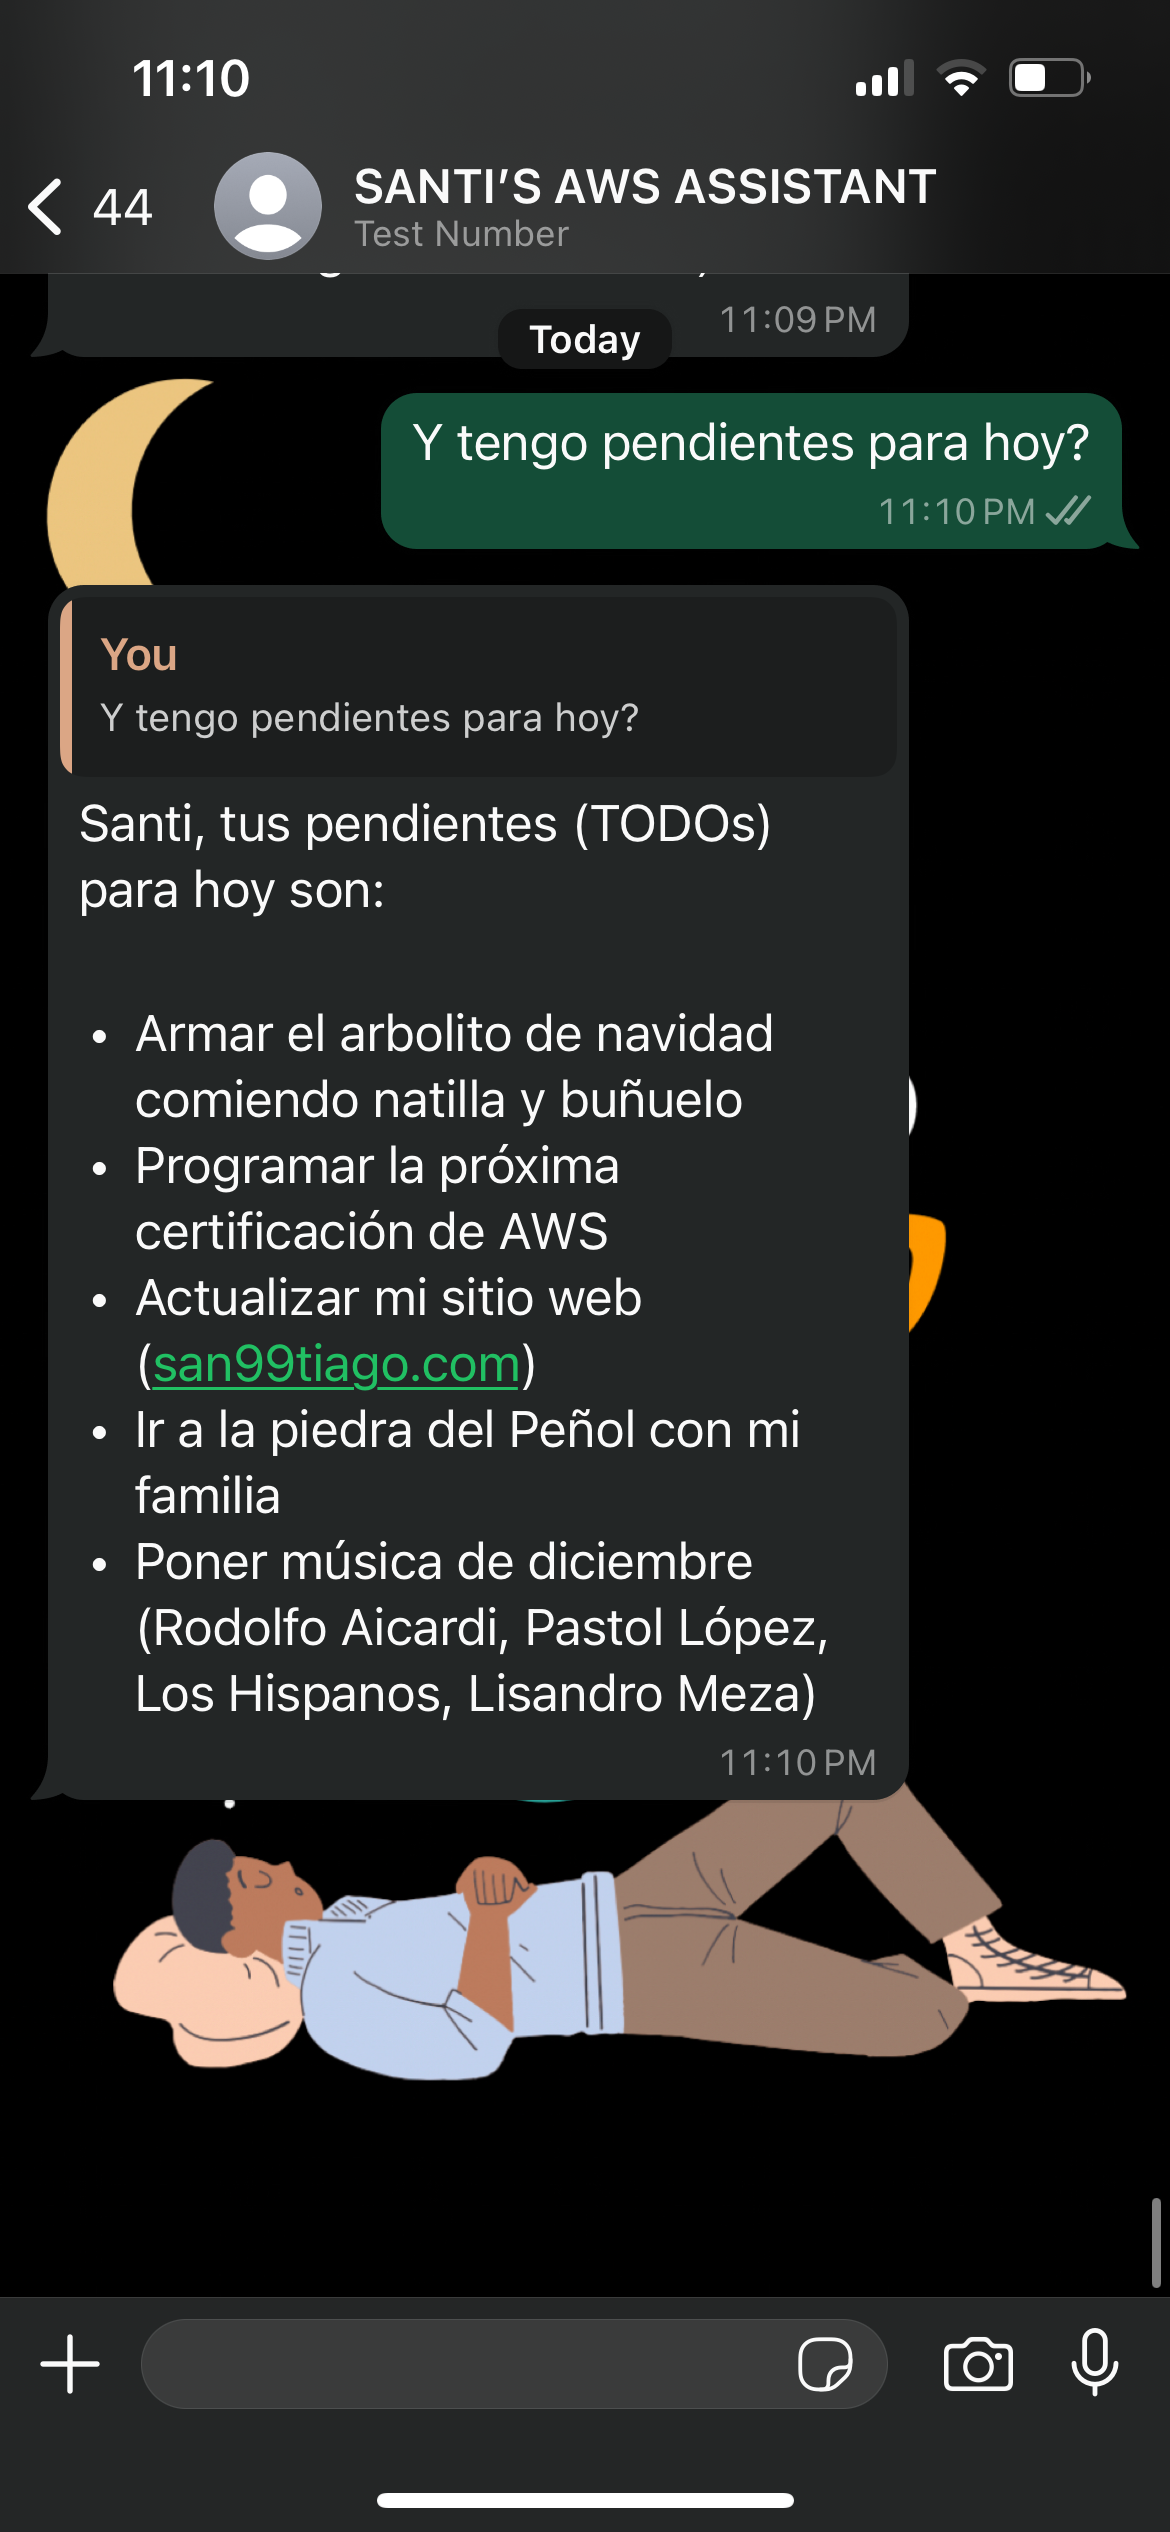 11:10
44
SANTI'S AWS ASSISTANT
Test Number
11:09 PM
Today
Y tengo pendientes para hoy?
11:10 PM
You
Y tengo pendientes para hoy?
Santi, tus pendientes (TODOs)
para hoy son:
• Armar el arbolito de navidad
comiendo natilla y buñuelo
• Programar la próxima
certificación de AWS
• Actualizar mi sitio web
(san99tiago.com)
• Ir a la piedra del Peñol con mi
familia
• Poner música de diciembre
(Rodolfo Aicardi, Pastol López,
Los Hispanos, Lisandro Meza)
11:10 PM